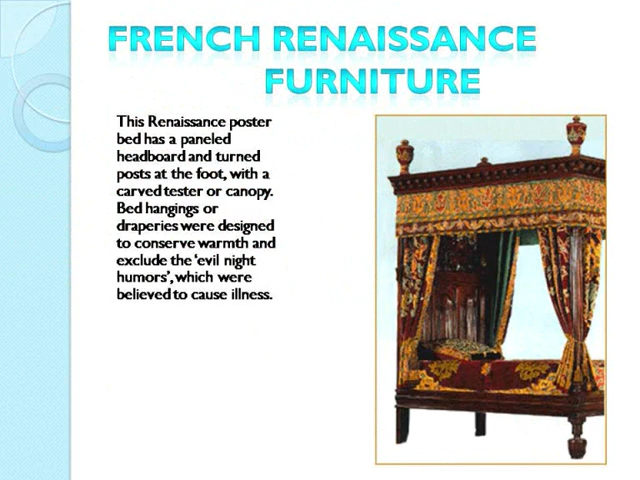 FRENCH RENAISSANCE
FURNITURE
This Renaissance poster
bed has a paneled
headboard and turned
posts at the foot, with a
carved tester or canopy.
Bed hangings or
draperies were designed
to conserve warmth and
exclude the ‘evil night
humors’, which were
believed to cause illness.